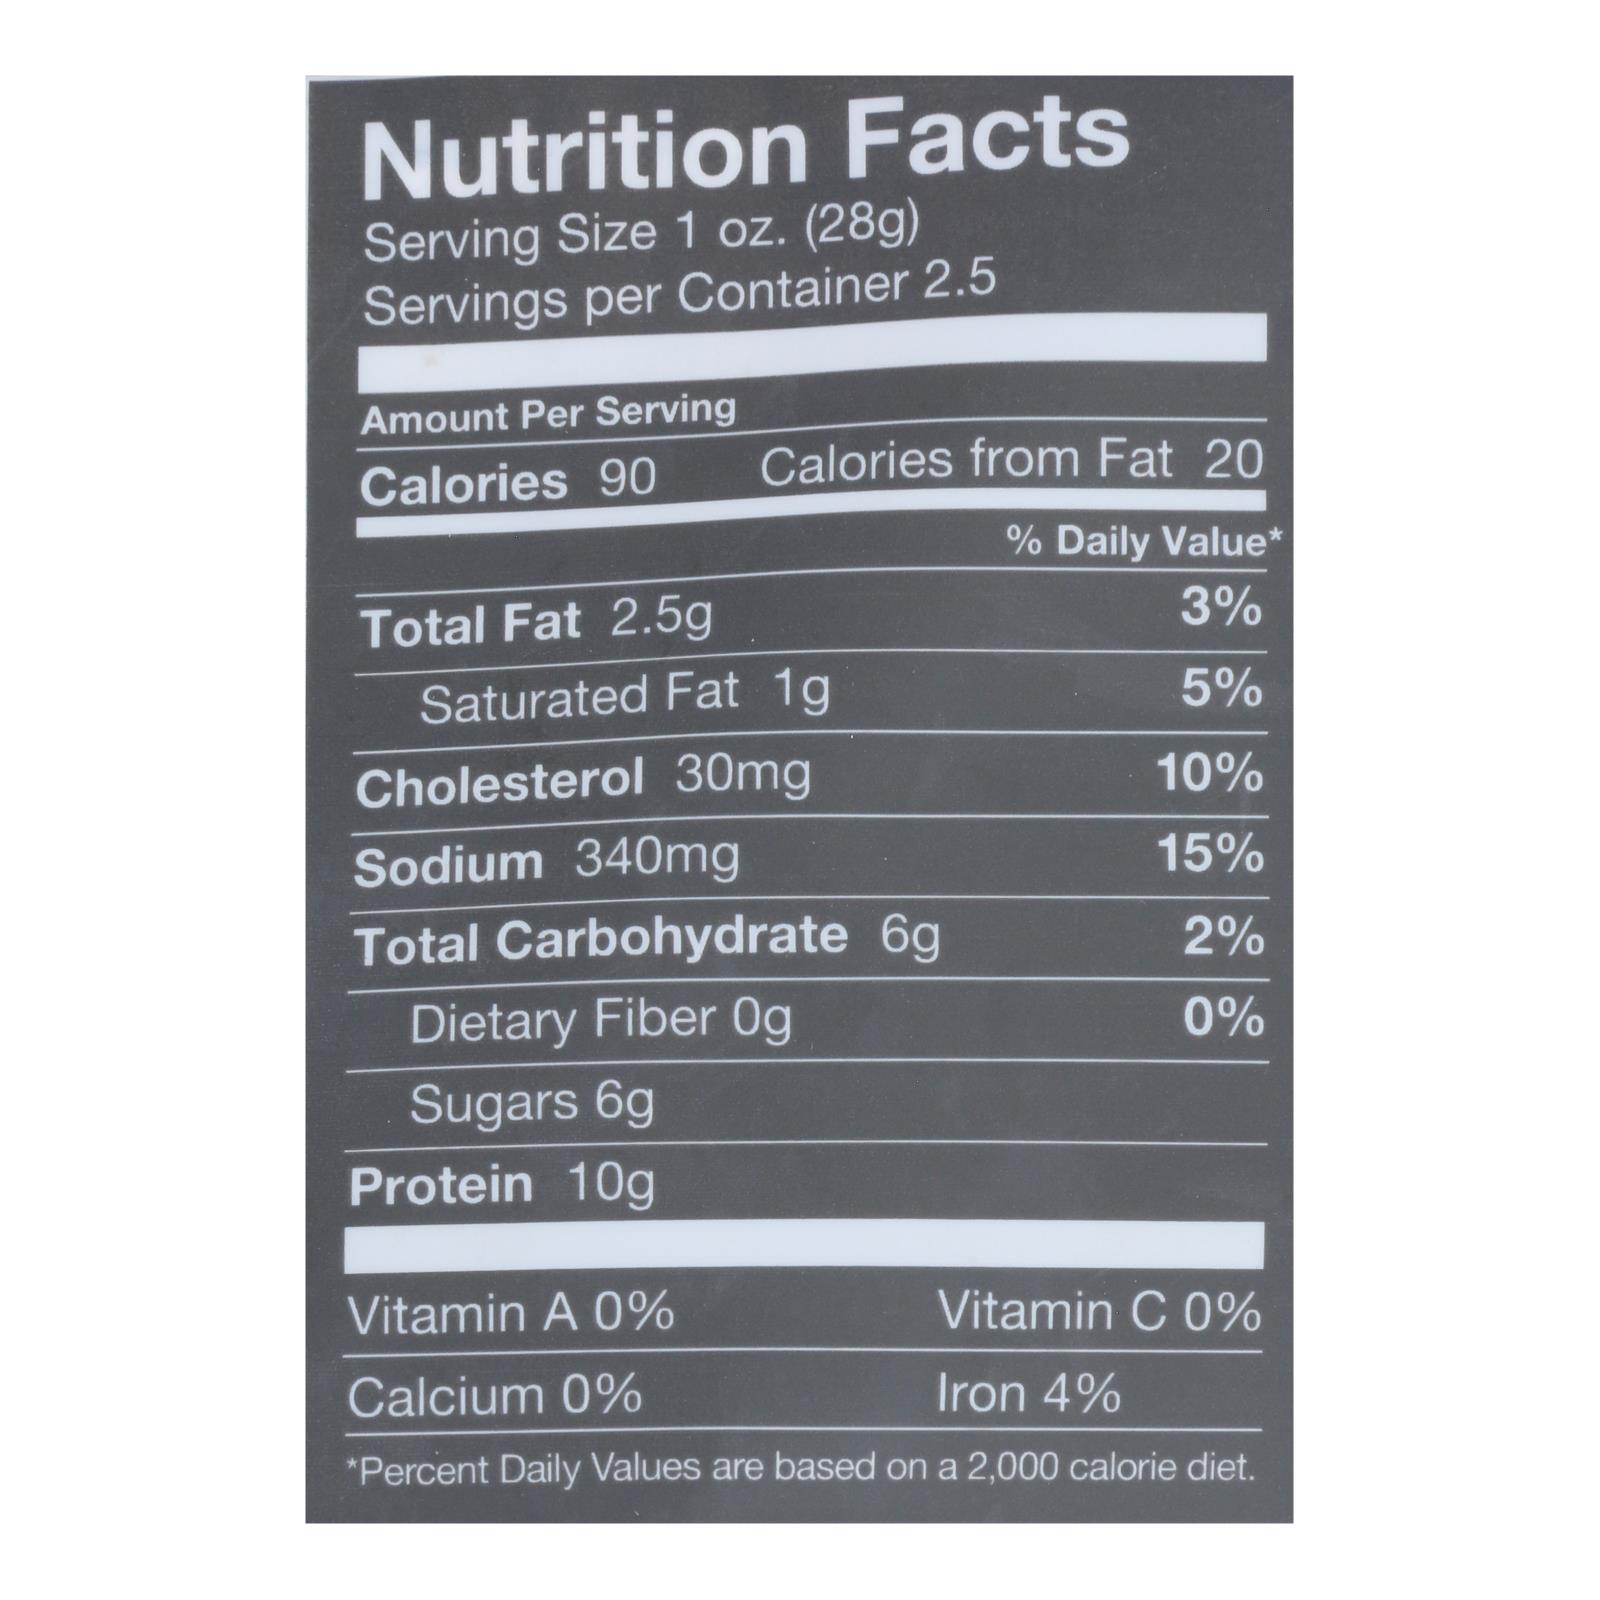 Nutrition Facts
Serving Size 1 oz. (28g)
Servings per Container 2.5
Amount Per Serving
Calories 90 Calories from Fat 20
% Daily Value*
Total Fat 2.5g 3%
Saturated Fat 1g 5%
Cholesterol 30mg 10%
Sodium 340mg 15%
Total Carbohydrate 6g 2%
Dietary Fiber 0g 0%
Sugars 6g
Protein 10g
Vitamin A 0% Vitamin C 0%
Calcium 0% Iron 4%
*Percent Daily Values are based on a 2,000 calorie diet.